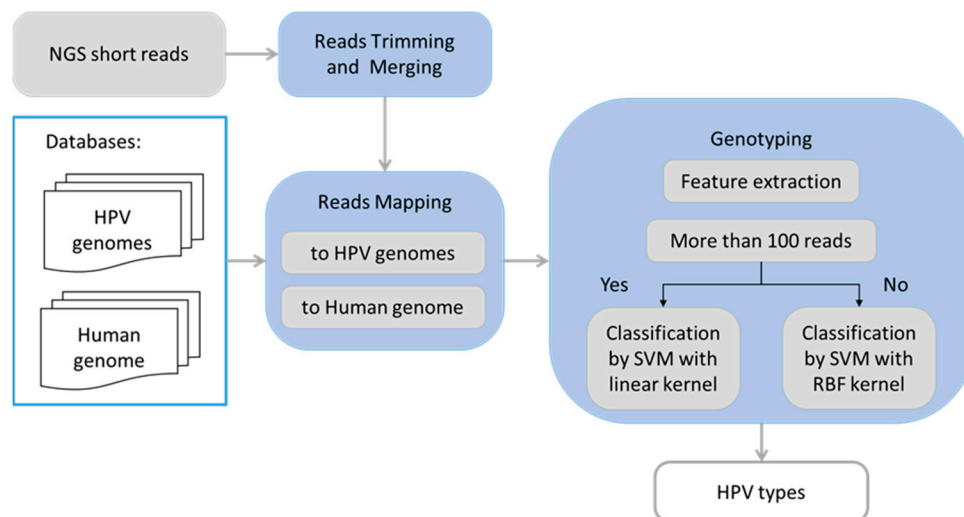 NGS short reads
Reads Trimming
and Merging
Databases:
HPV
genomes
Human
genome
Reads Mapping
to HPV genomes
to Human genome
Genotyping
Feature extraction
More than 100 reads
Yes
No
Classification
by SVM with
linear kernel
Classification
by SVM with
RBF kernel
HPV types